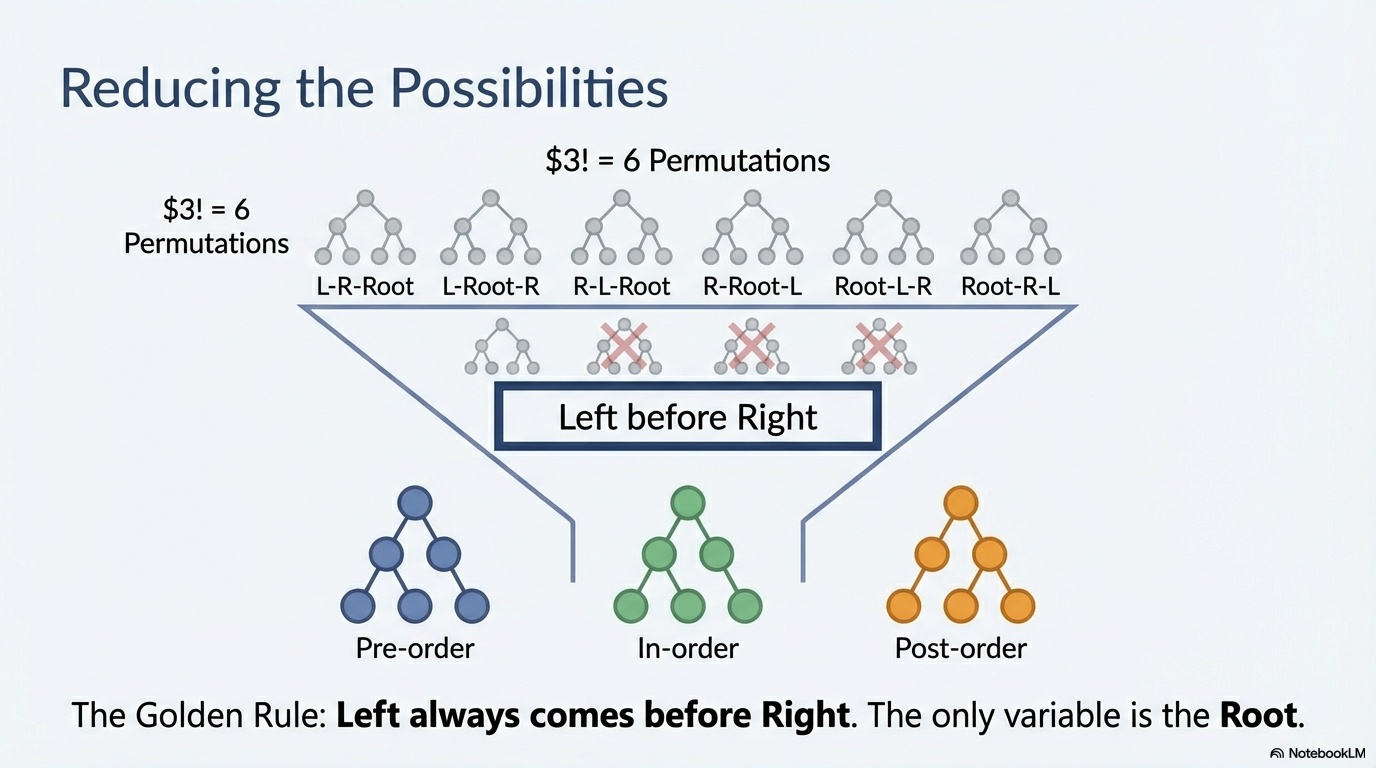 Reducing the Possibilities
$3! = 6 Permutations
$3! = 6
Permutations
L-R-Root L-Root-R R-L-Root R-Root-L Root-L-R Root-R-L
Left before Right
Pre-order In-order Post-order
The Golden Rule: Left always comes before Right. The only variable is the Root.
NotebookLM